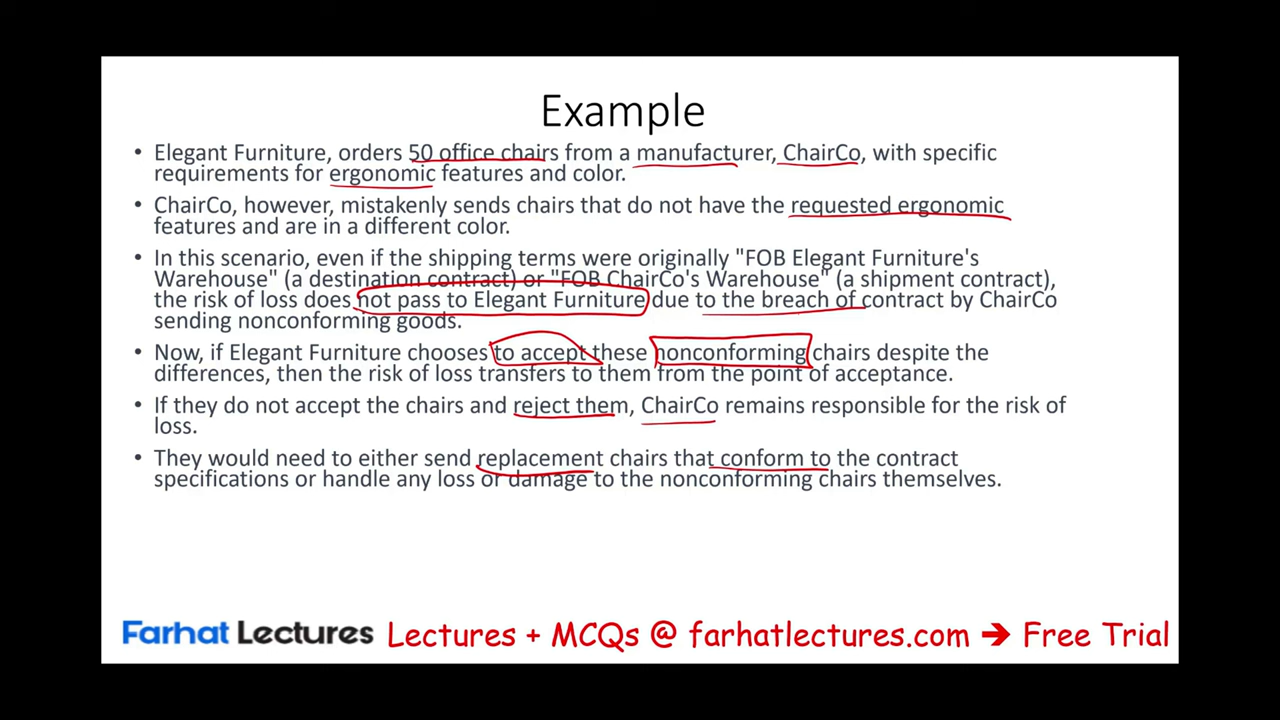 Example
• Elegant Furniture, orders 50 office chairs from a manufacturer, ChairCo, with specific
requirements for ergonomic features and color.
• ChairCo, however, mistakenly sends chairs that do not have the requested ergonomic
features and are in a different color.
• In this scenario, even if the shipping terms were originally "FOB Elegant Furniture's
Warehouse" (a destination contract) or "FOB ChairCo's Warehouse" (a shipment contract),
the risk of loss does not pass to Elegant Furniture due to the breach of contract by ChairCo
sending nonconforming goods.
• Now, if Elegant Furniture chooses to accept these nonconforming chairs despite the
differences, then the risk of loss transfers to them from the point of acceptance.
• If they do not accept the chairs and reject them, ChairCo remains responsible for the risk of
loss.
• They would need to either send replacement chairs that conform to the contract
specifications or handle any loss or damage to the nonconforming chairs themselves.
Farhat Lectures Lectures + MCQs @ farhatlectures.com → Free Trial